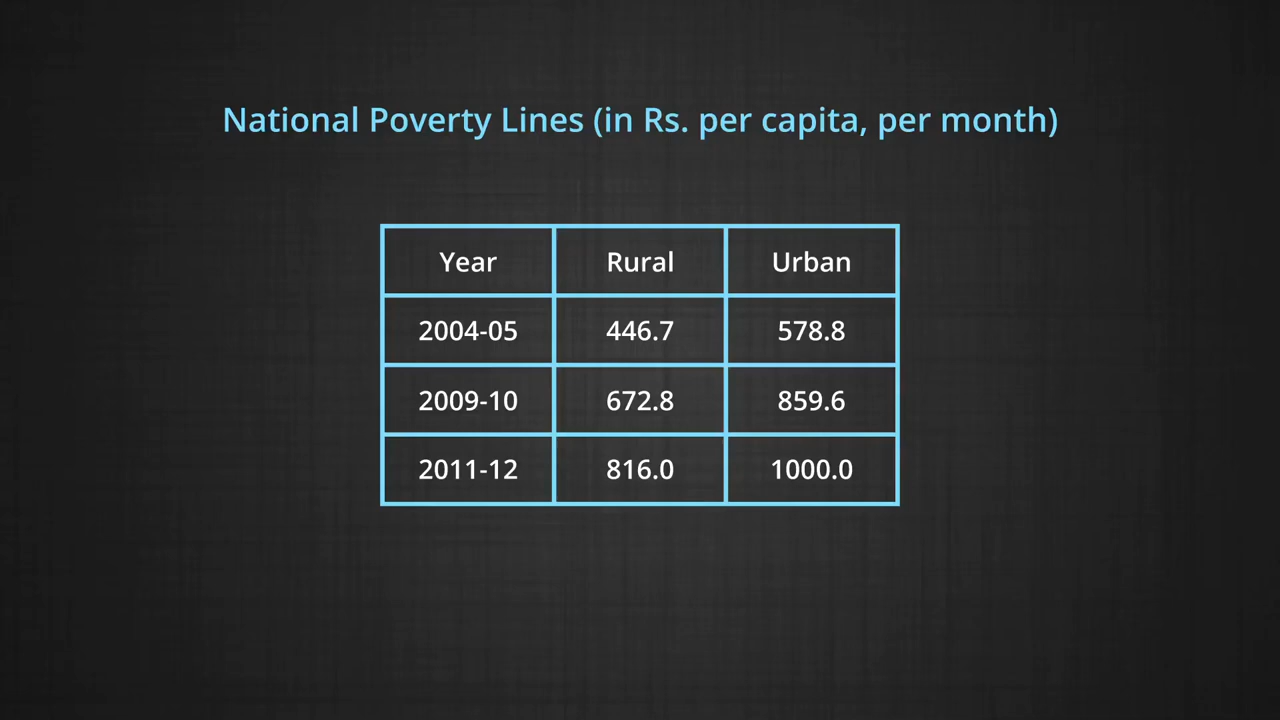 National Poverty Lines (in Rs. per capita, per month)
Year Rural Urban
2004-05 446.7 578.8
2009-10 672.8 859.6
2011-12 816.0 1000.0